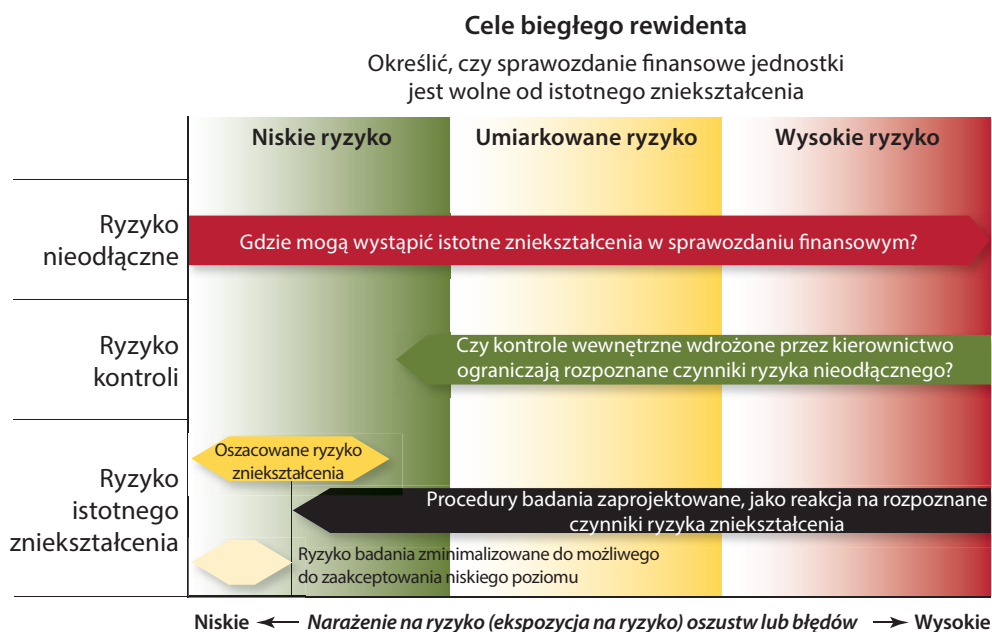 Cele biegłego rewidenta
Określić, czy sprawozdanie finansowe jednostki
jest wolne od istotnego zniekształcenia
Niskie ryzyko
Umiarkowane ryzyko
Wysokie ryzyko
Ryzyko
nieodłączne
Gdzie mogą wystąpić istotne zniekształcenia w sprawozdaniu finansowym?
Ryzyko
kontroli
Czy kontrole wewnętrzne wdrożone przez kierownictwo
ograniczają rozpoznane czynniki ryzyka nieodłącznego?
Ryzyko
istotnego
zniekształcenia
Oszacowane ryzyko
zniekształcenia
Procedury badania zaprojektowane, jako reakcja na rozpoznane
czynniki ryzyka zniekształcenia
Ryzyko badania zminimalizowane do możliwego
do zaakceptowania niskiego poziomu
Niskie Narażenie na ryzyko (ekspozycja na ryzyko) oszustw lub błędów Wysokie